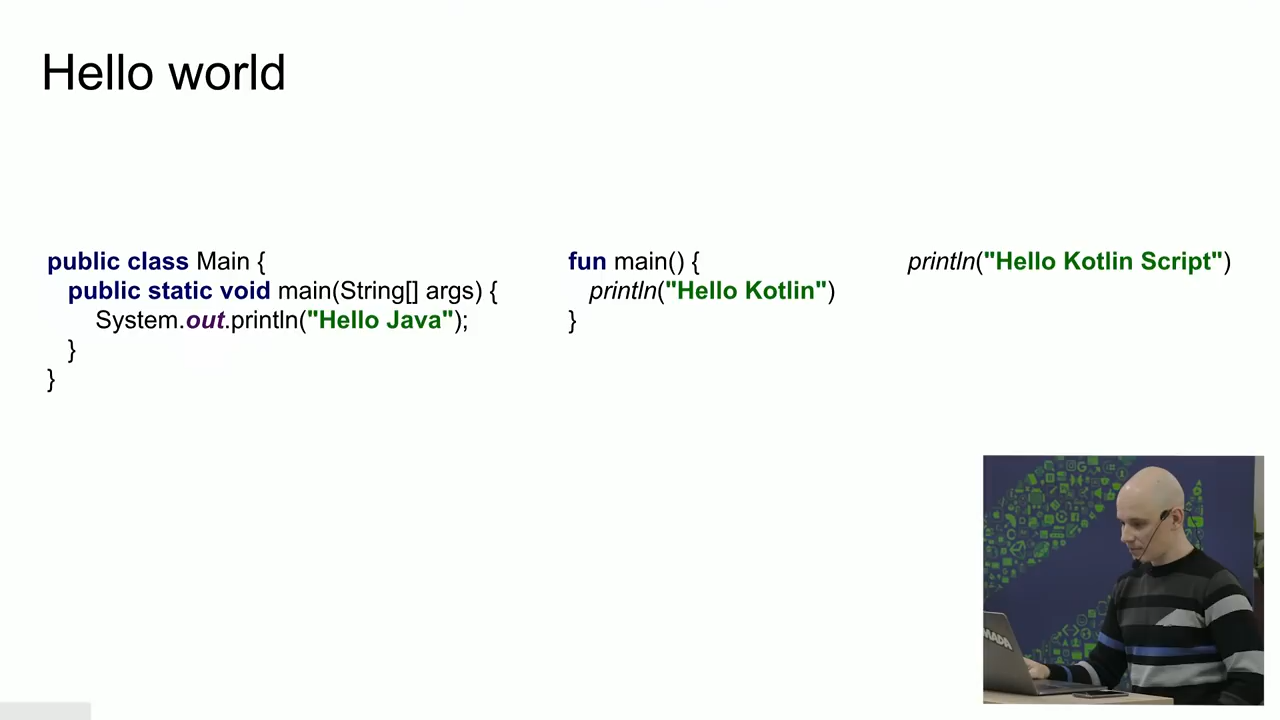 Hello world
public class Main {
public static void main(String[] args) {
System.out.println("Hello Java");
}
}
fun main() {
println("Hello Kotlin")
}
println("Hello Kotlin Script")
MADA